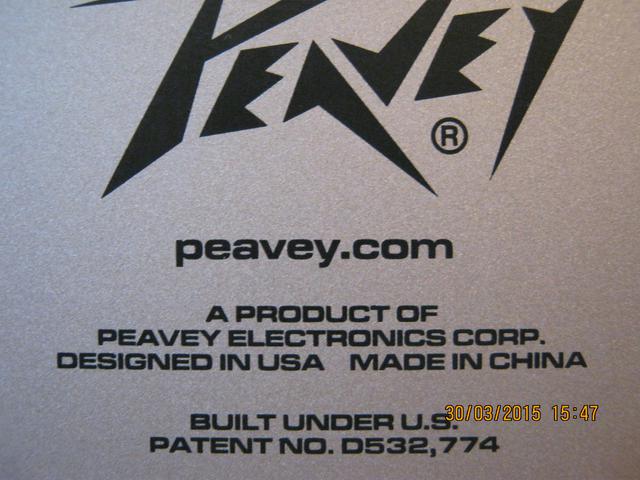 PEAVEY
®
peavey.com
A PRODUCT OF
PEAVEY ELECTRONICS CORP.
DESIGNED IN USA MADE IN CHINA
BUILT UNDER U.S.
30/03/2015 15:47
PATENT NO. D532,774